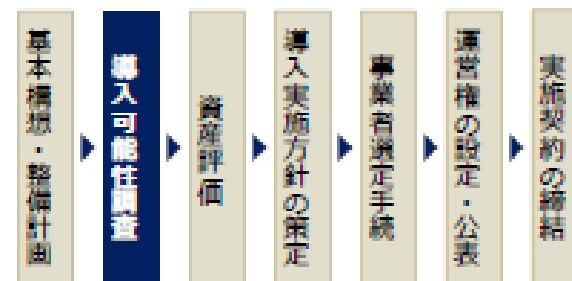 基本構想・整備計画
導入可能性調査
資産評価
導入実施方針の策定
事業者選定手続
運営権の設定・公表
実施契約の締結